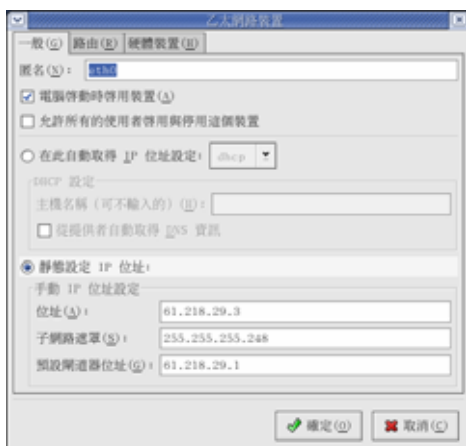 乙太網路裝置
一般(G) 路由(R) 硬體裝置(H)
匿名(N): eth0
電腦啓動時啓用裝置(A)
允許所有的使用者啓用與停用這個裝置
在此自動取得 IP 位址設定: dhcp
DHCP 設定
主機名稱 (可不輸入的) (H):
從提供者自動取得 DNS 資訊
靜態設定 IP 位址:
手動 IP 位址設定
位址(A): 61.218.29.3
子網路遮罩(S): 255.255.255.248
預設閘道器位址(G): 61.218.29.1
確定(O) 取消(C)